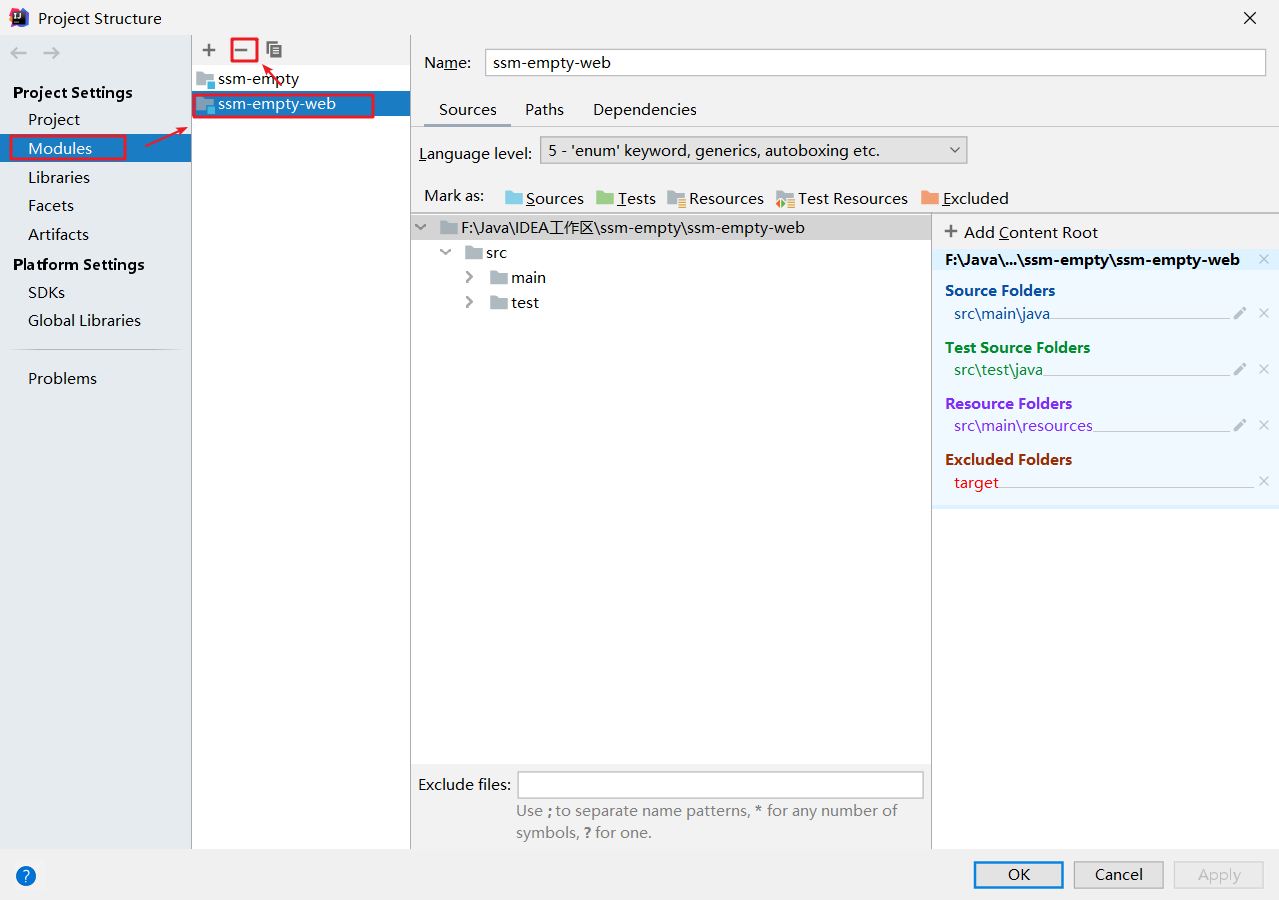 Project Structure
Project Settings
Project
Modules
Libraries
Facets
Artifacts
Platform Settings
SDKs
Global Libraries
Problems
ssm-empty
ssm-empty-web
Name: ssm-empty-web
Sources Paths Dependencies
Language level: 5 - 'enum' keyword, generics, autoboxing etc.
Mark as: Sources Tests Resources Test Resources Excluded
F:\Java\IDEA工作区\ssm-empty\ssm-empty-web
src
main
test
Exclude files:
Use ; to separate name patterns, * for any number of
symbols, ? for one.
+ Add Content Root
F:\Java\...\ssm-empty\ssm-empty-web
Source Folders
src\main\java
Test Source Folders
src\test\java
Resource Folders
src\main\resources
Excluded Folders
target
?
OK Cancel Apply